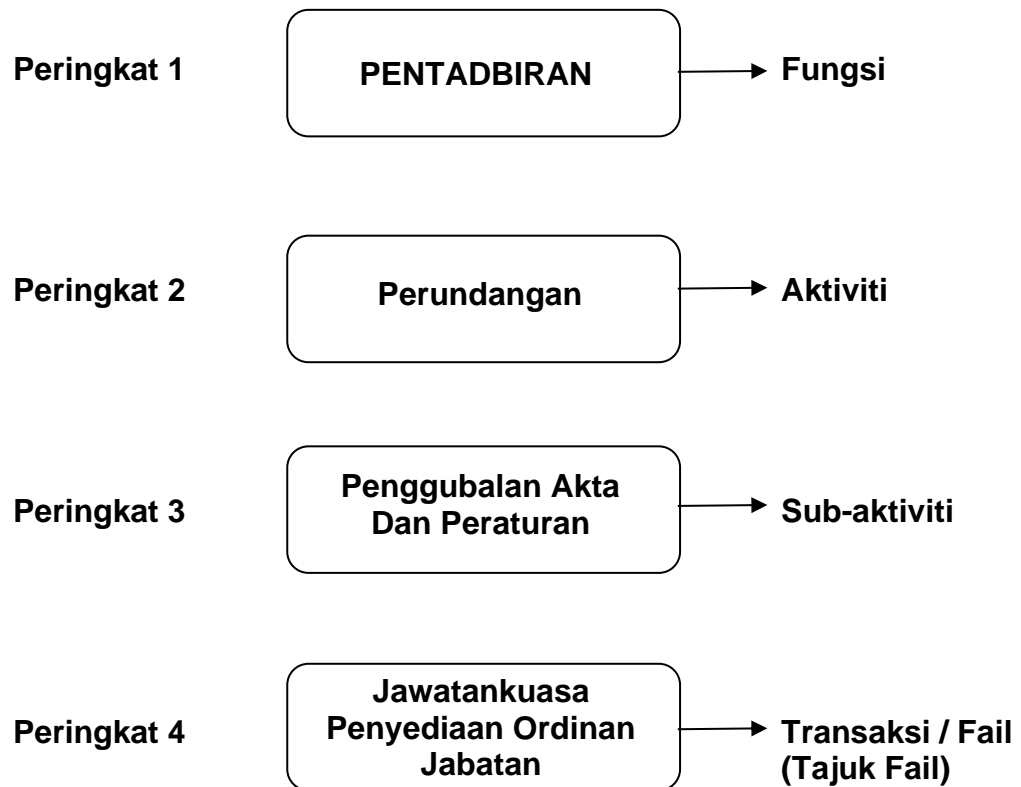 Peringkat 1
PENTADBIRAN
Fungsi
Peringkat 2
Perundangan
Aktiviti
Peringkat 3
Penggubalan Akta
Dan Peraturan
Sub-aktiviti
Peringkat 4
Jawatankuasa
Penyediaan Ordinan
Jabatan
Transaksi / Fail
(Tajuk Fail)